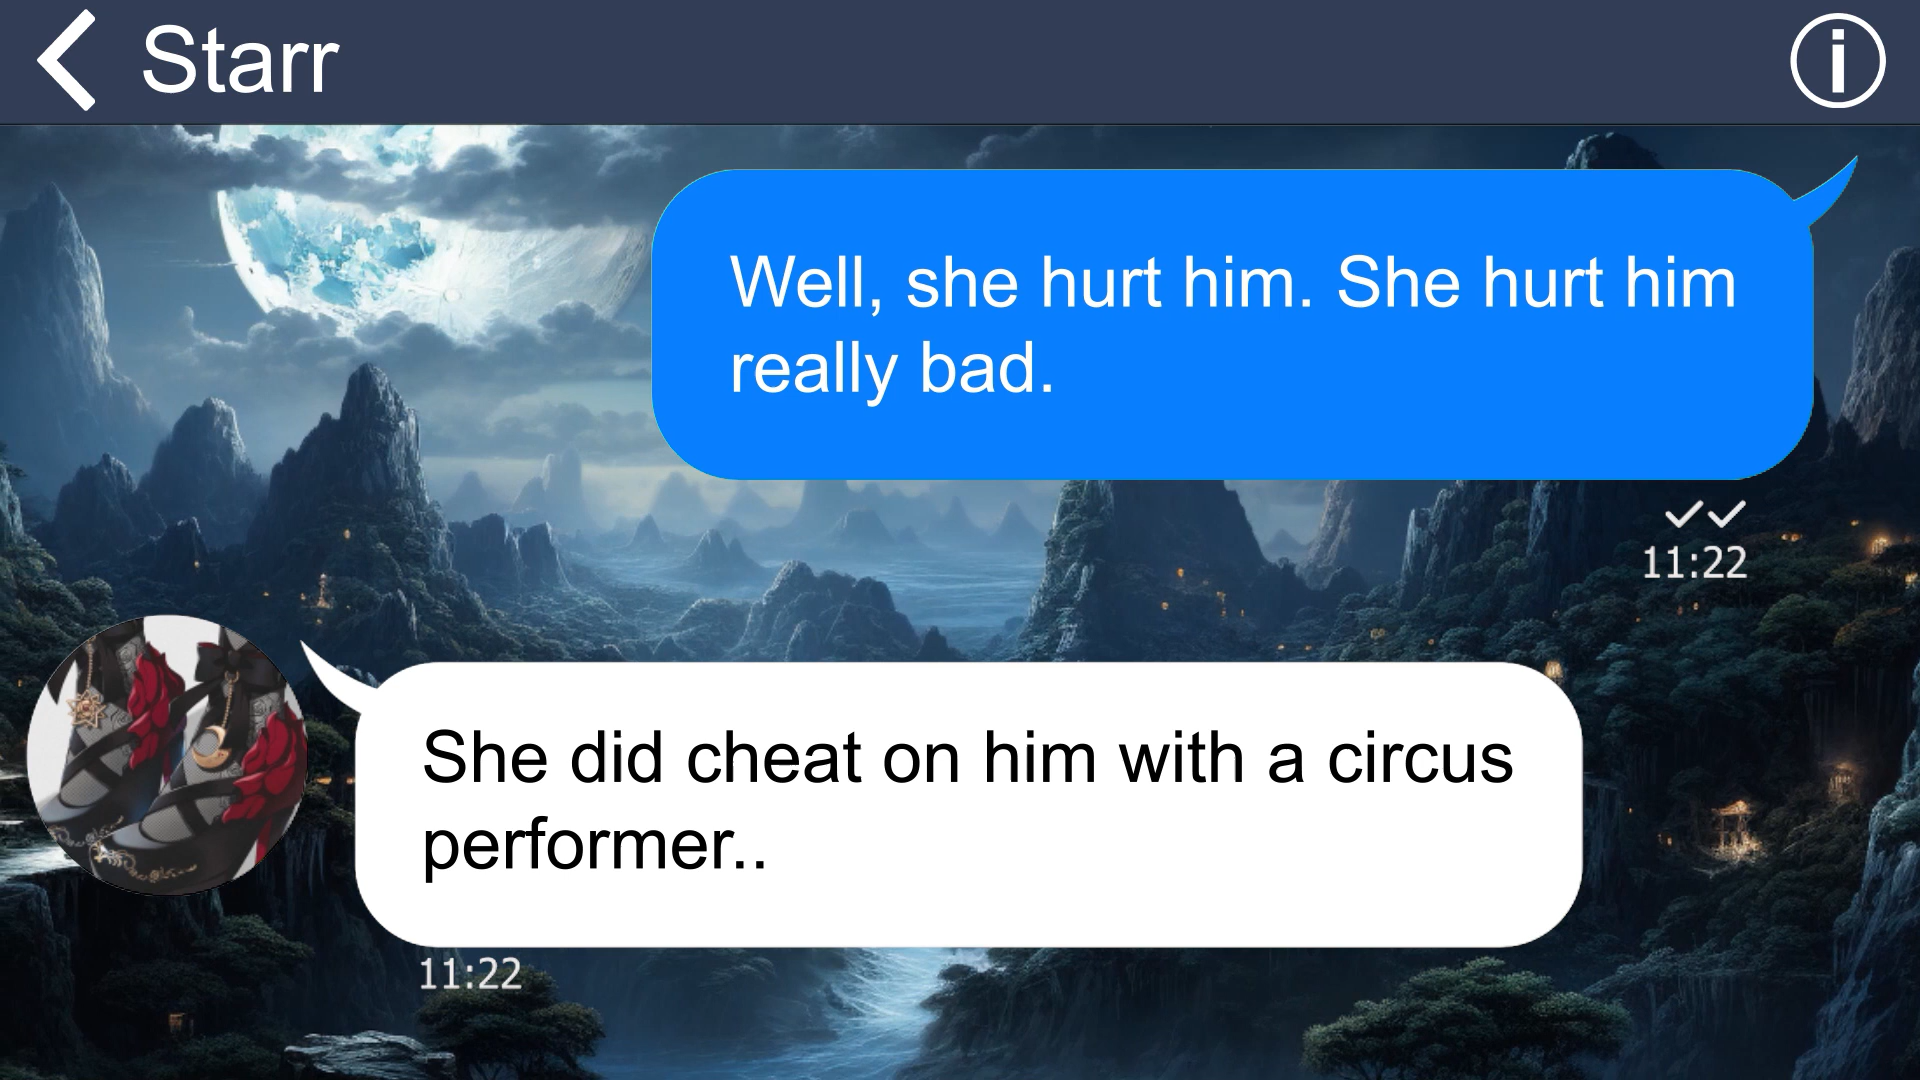 Starr
Well, she hurt him. She hurt him
really bad.
11:22
She did cheat on him with a circus
performer..
11:22